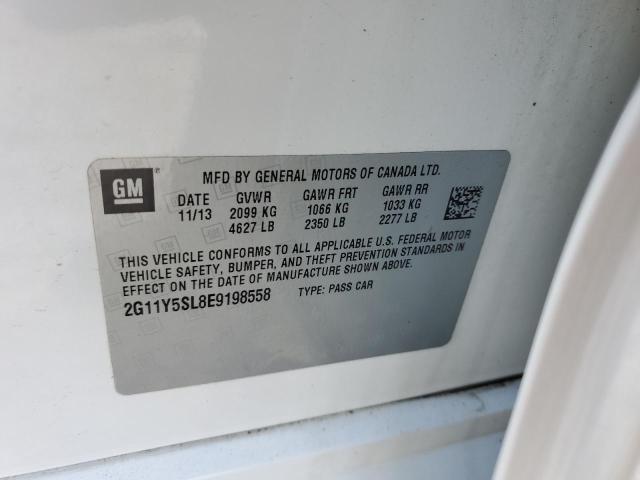 GM
MFD BY GENERAL MOTORS OF CANADA LTD.
DATE GVWR GAWR FRT GAWR RR
11/13 2099 KG 1066 KG 1033 KG
4627 LB 2350 LB 2277 LB
THIS VEHICLE CONFORMS TO ALL APPLICABLE U.S. FEDERAL MOTOR
VEHICLE SAFETY, BUMPER, AND THEFT PREVENTION STANDARDS IN
EFFECT ON THE DATE OF MANUFACTURE SHOWN ABOVE.
2G11Y5SL8E9198558 TYPE: PASS CAR